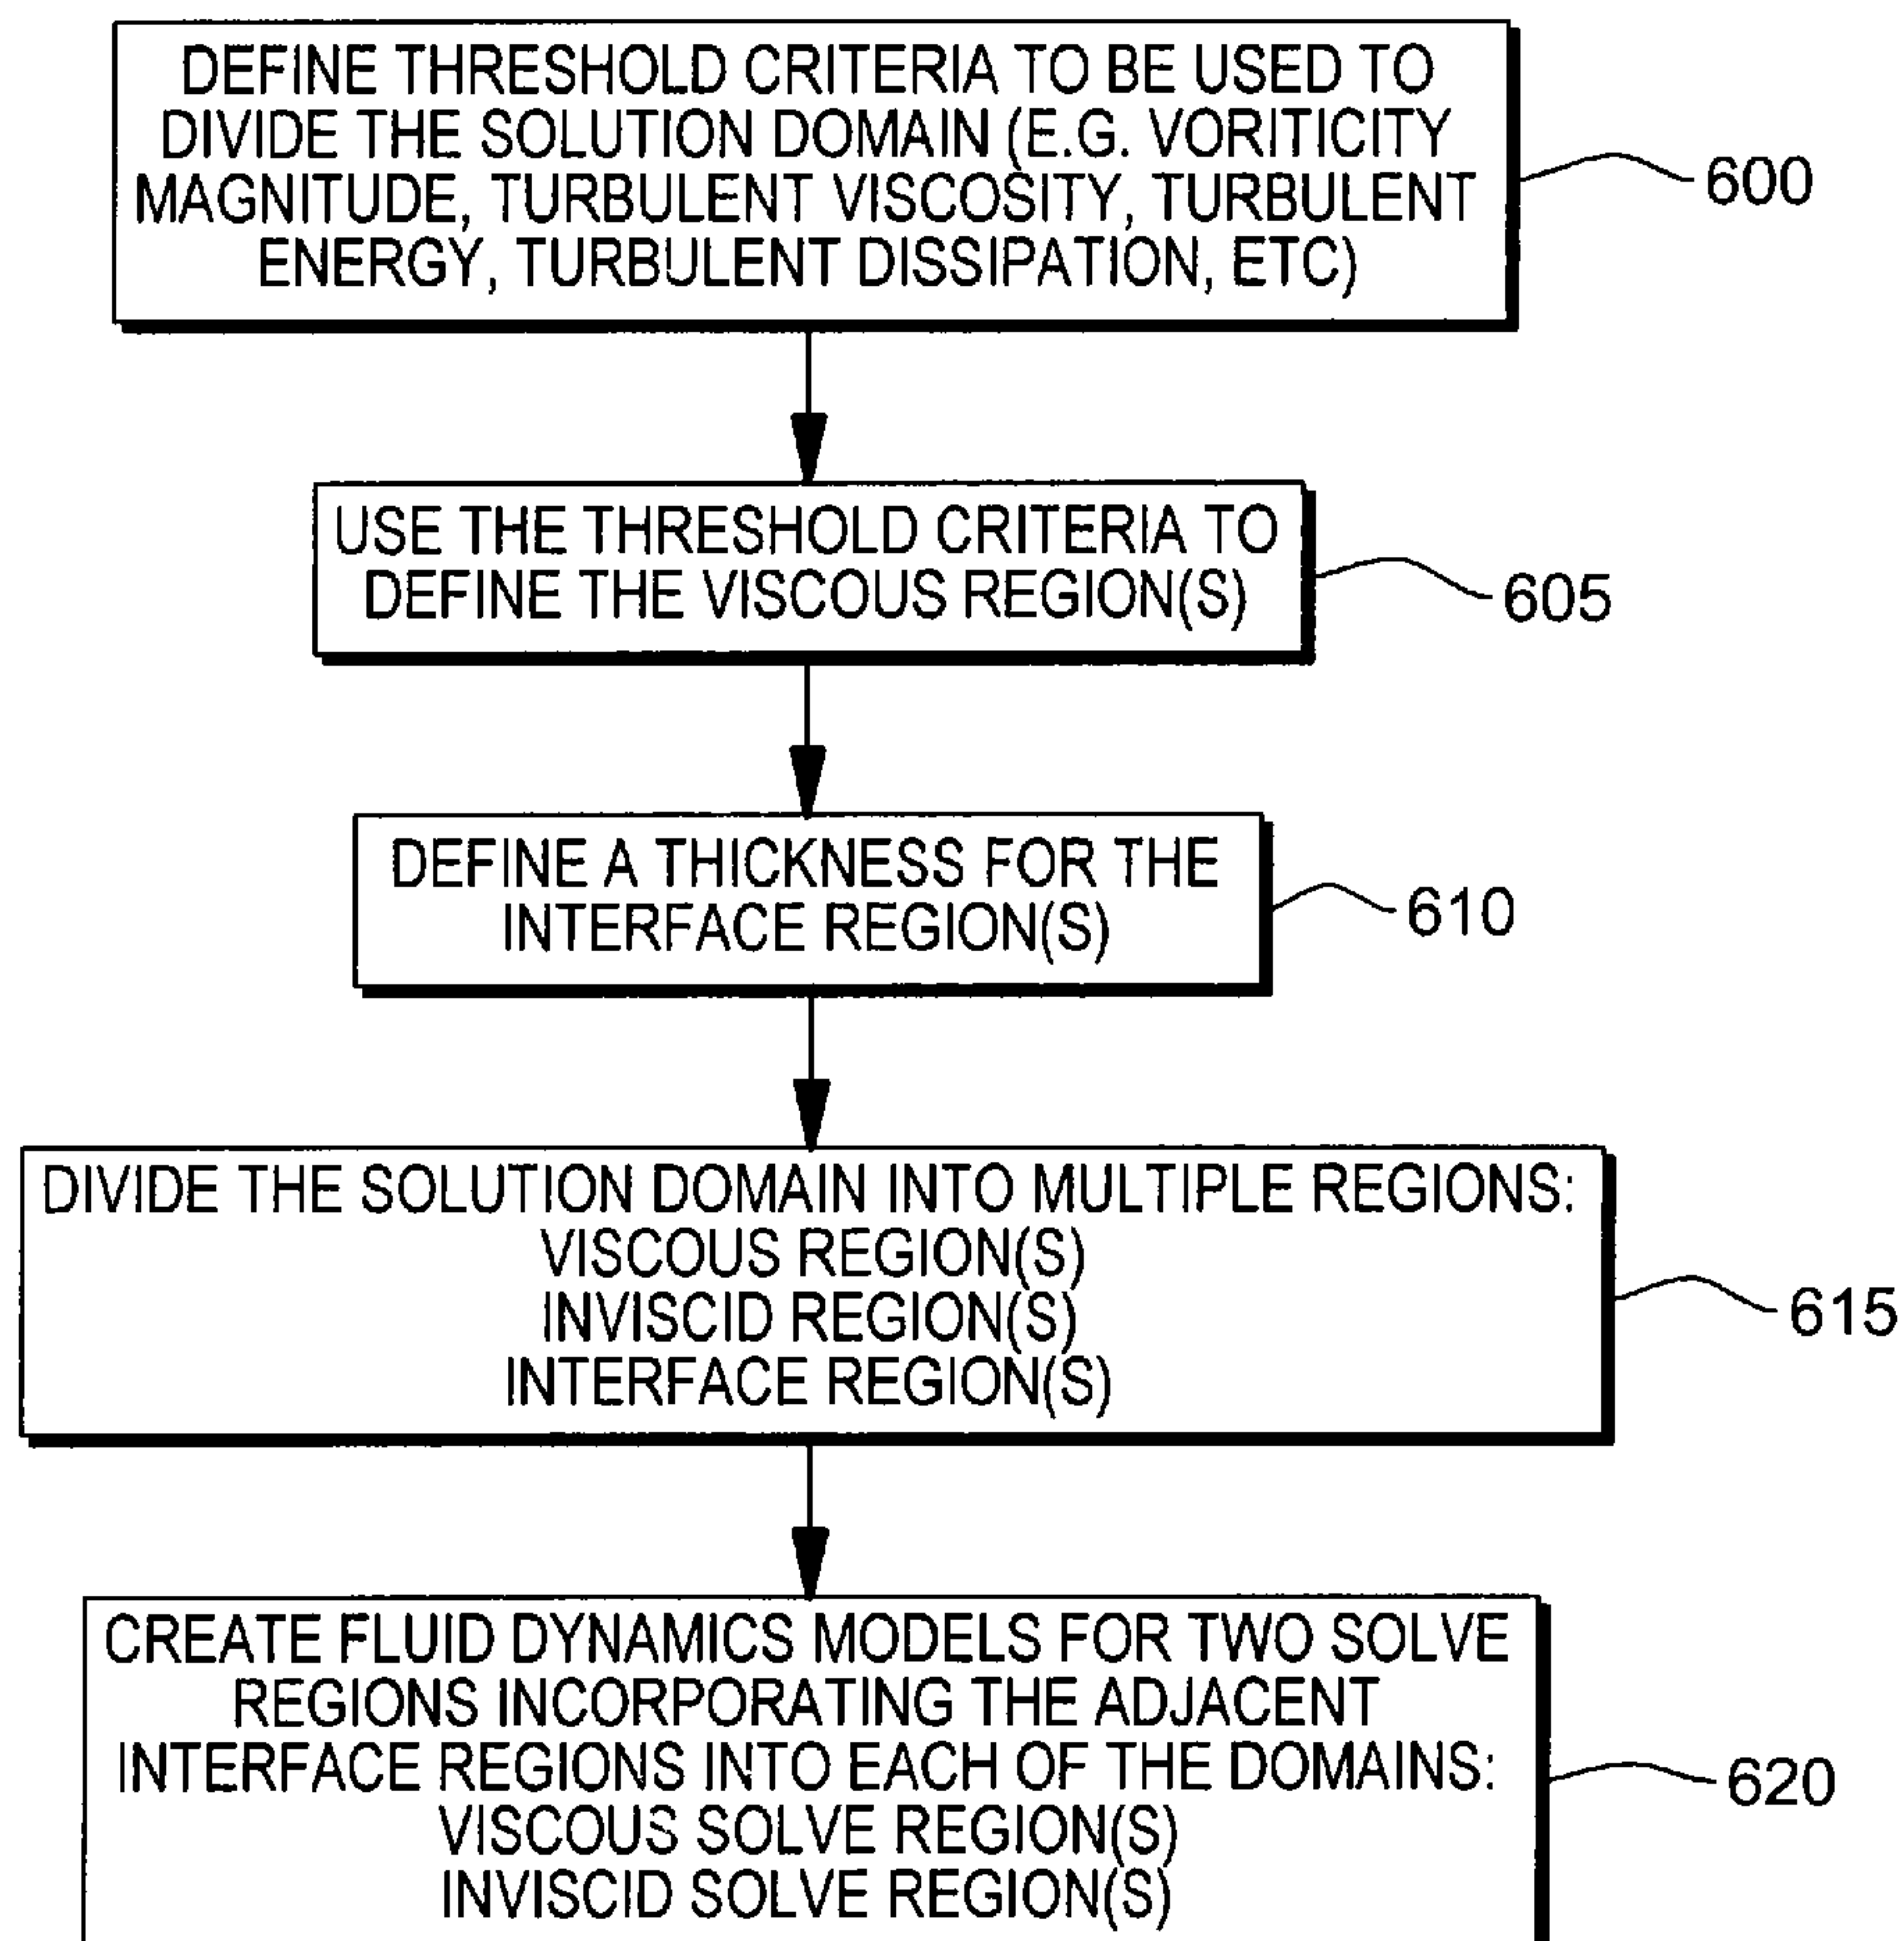 DEFINE THRESHOLD CRITERIA TO BE USED TO
DIVIDE THE SOLUTION DOMAIN (E.G. VORITICITY
MAGNITUDE, TURBULENT VISCOSITY, TURBULENT
ENERGY, TURBULENT DISSIPATION, ETC)
600
USE THE THRESHOLD CRITERIA TO
DEFINE THE VISCOUS REGION(S)
605
DEFINE A THICKNESS FOR THE
INTERFACE REGION(S)
610
DIVIDE THE SOLUTION DOMAIN INTO MULTIPLE REGIONS:
VISCOUS REGION(S)
INVISCID REGION(S)
INTERFACE REGION(S)
615
CREATE FLUID DYNAMICS MODELS FOR TWO SOLVE
REGIONS INCORPORATING THE ADJACENT
INTERFACE REGIONS INTO EACH OF THE DOMAINS:
VISCOUS SOLVE REGION(S)
INVISCID SOLVE REGION(S)
620